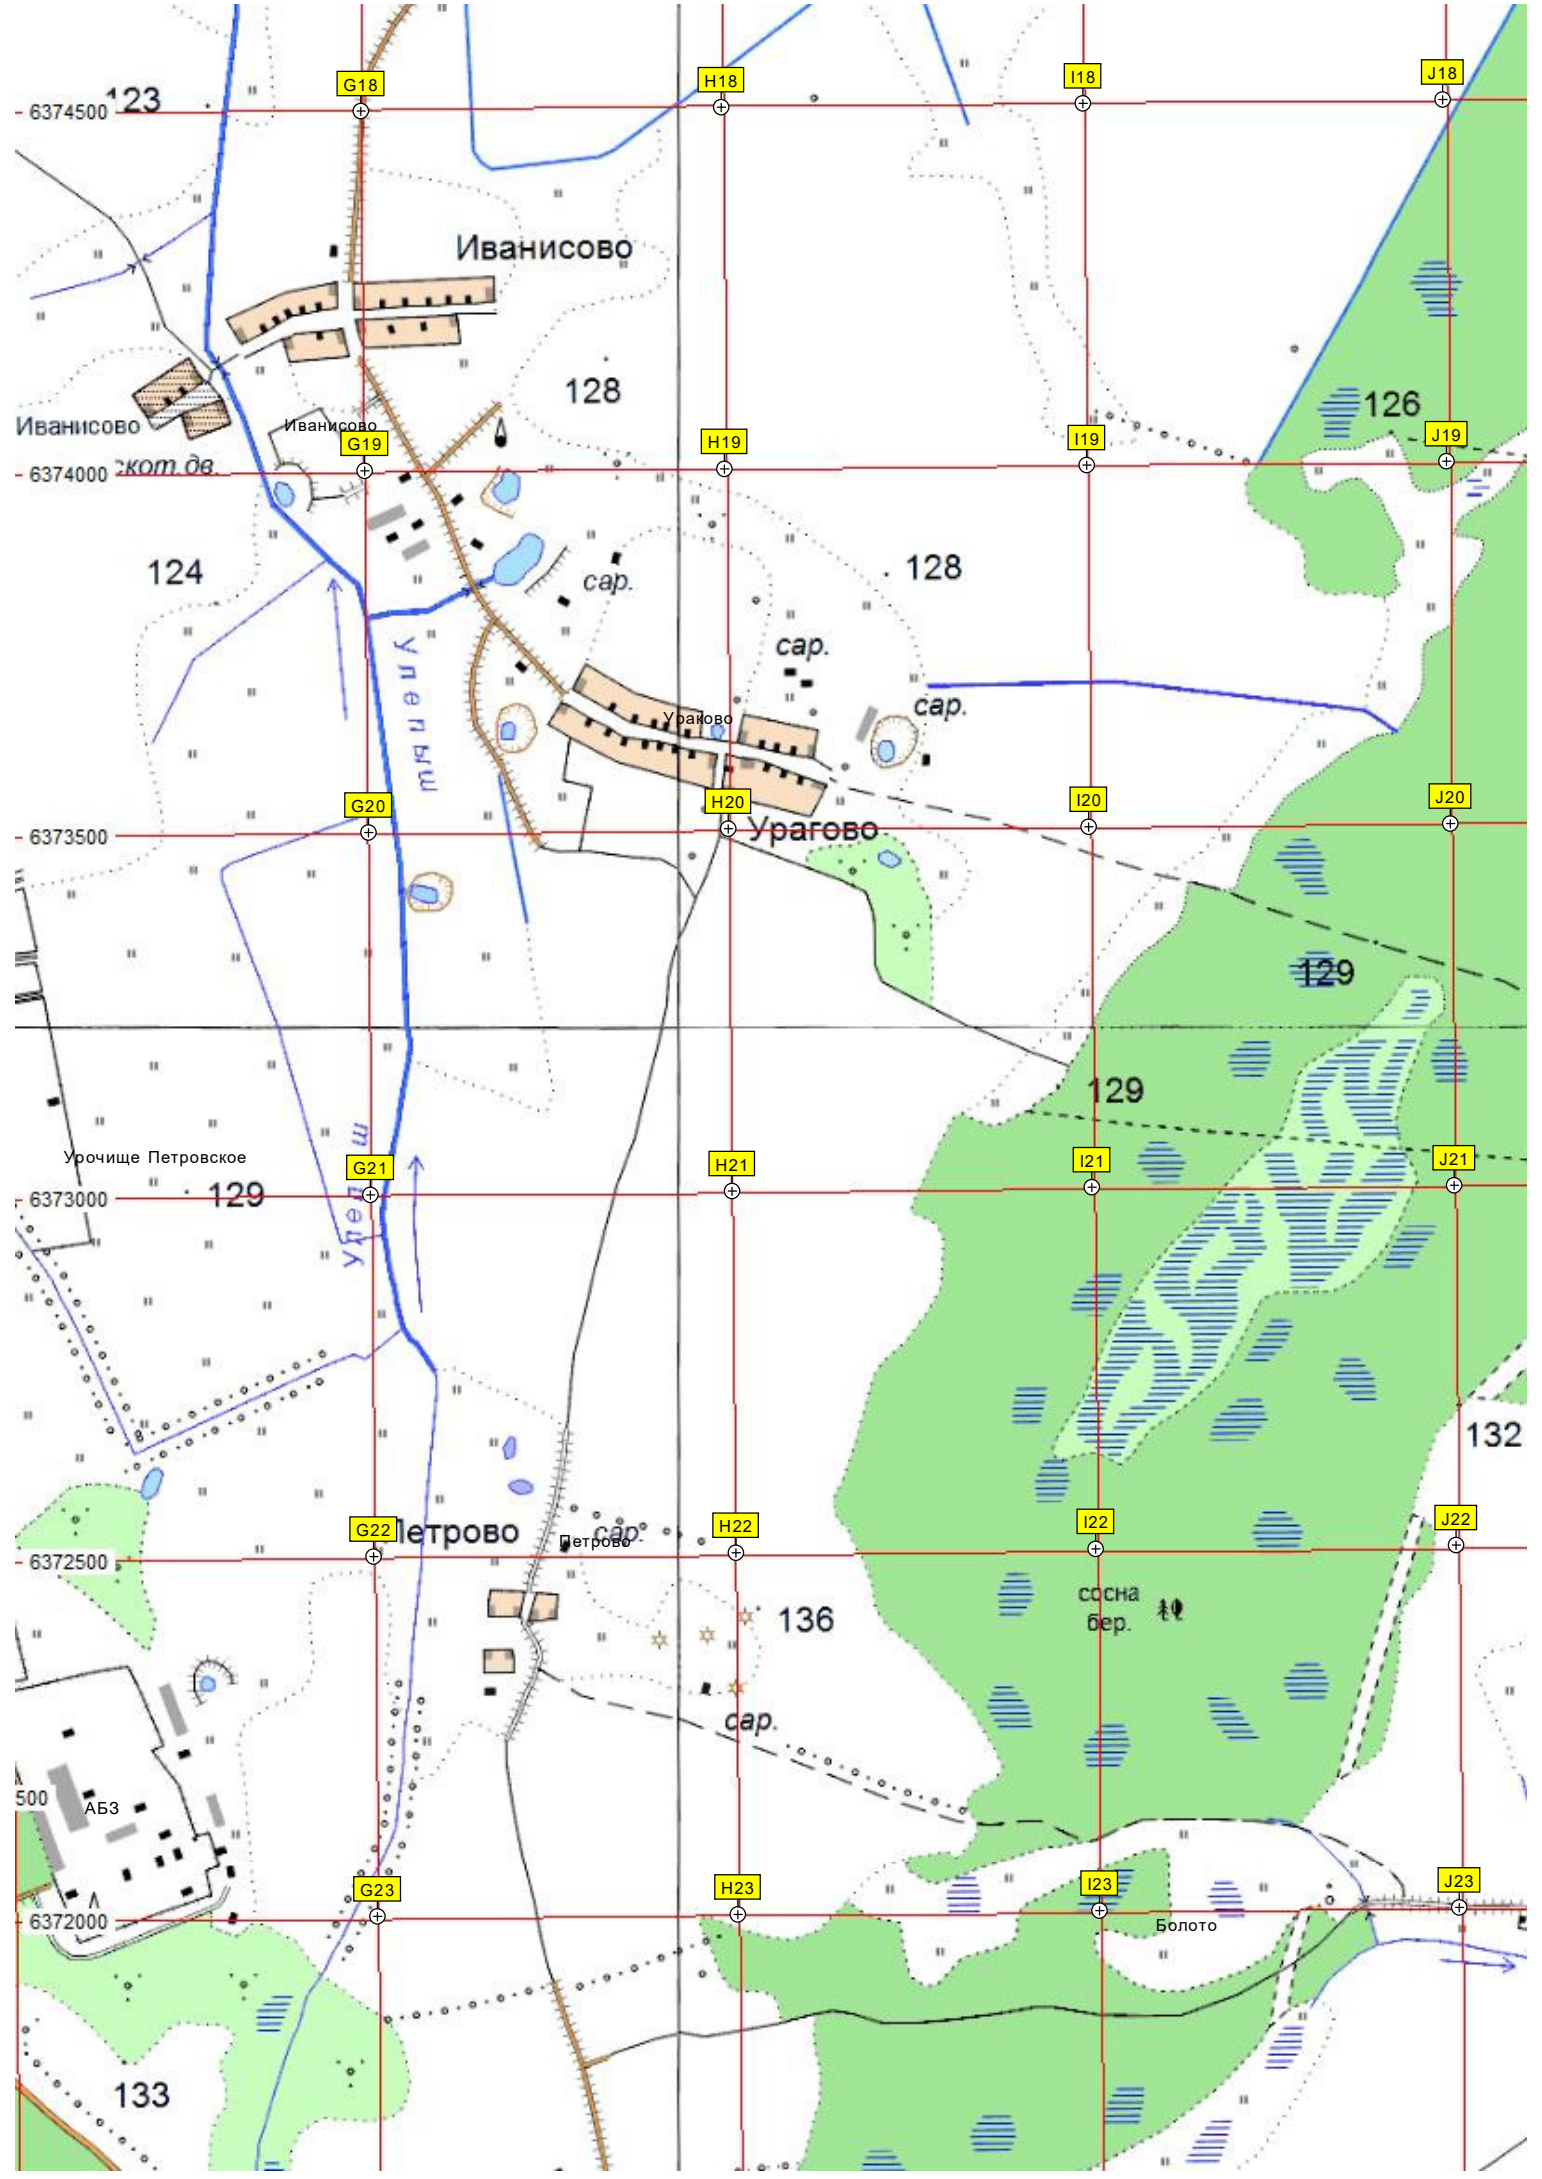 G18
H18
I18
J18
123
6374500
Иванисово
128
126
Иванисово
Иванисово
G19
H19
I19
J19
скот.дв.
6374000
124
128
сар.
сар.
Улепыш
сар.
Ураково
G20
H20
I20
J20
6373500
Урагово
129
129
Урочище Петровское
G21
H21
I21
J21
129
6373000
132
G22
Петрово
сар.
Петрово
H22
I22
J22
6372500
сосна
бер.
136
сар.
500
АБЗ
G23
H23
I23
J23
6372000
Болото
133